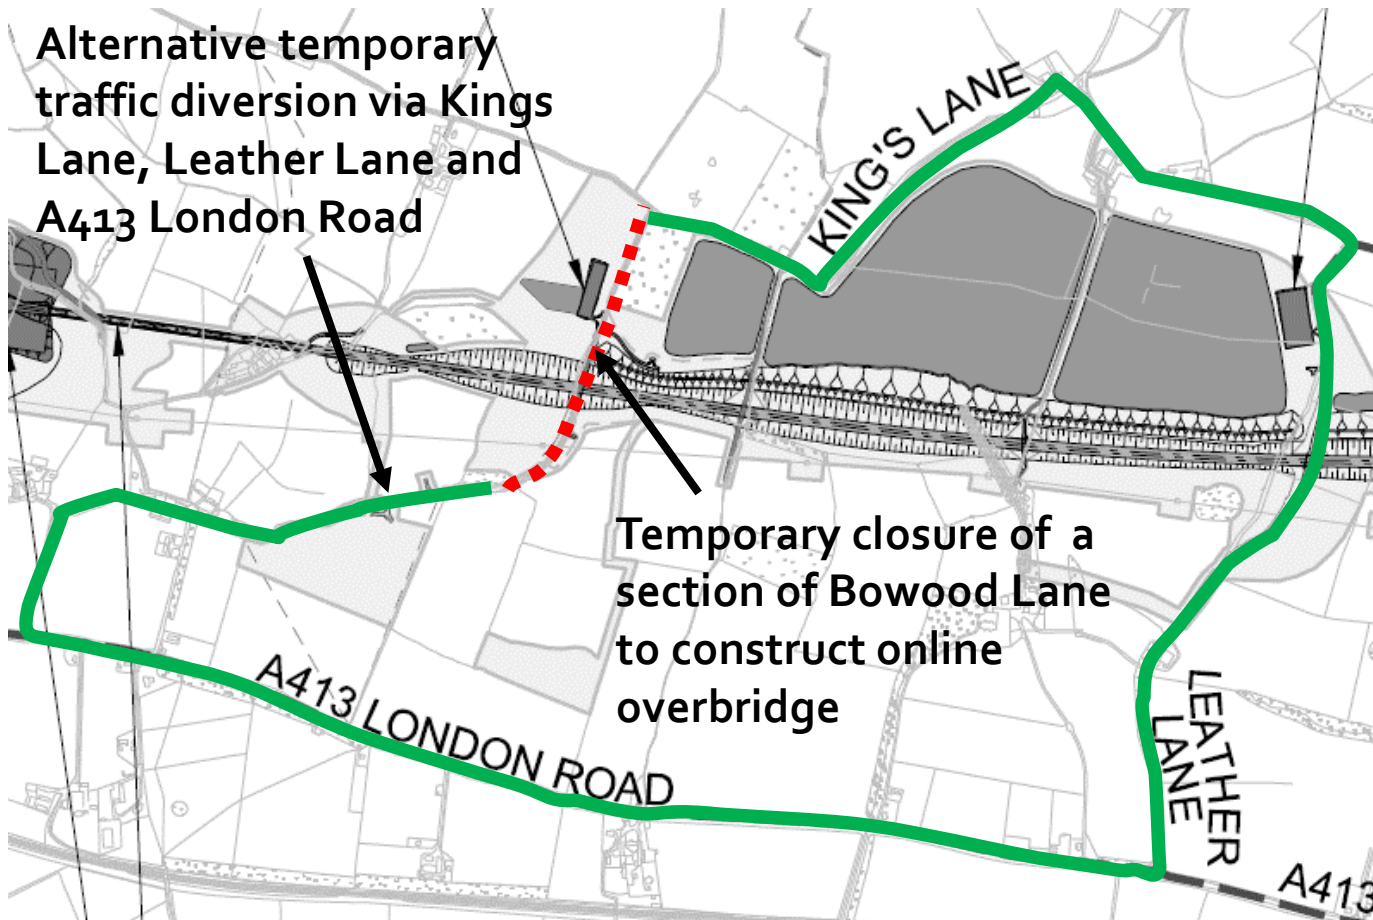 Alternative temporary
traffic diversion via Kings
Lane, Leather Lane and
A413 London Road
KING'S LANE
Temporary closure of a
section of Bowood Lane
to construct online
overbridge
A413 LONDON ROAD
LEATHER
LANE
A413